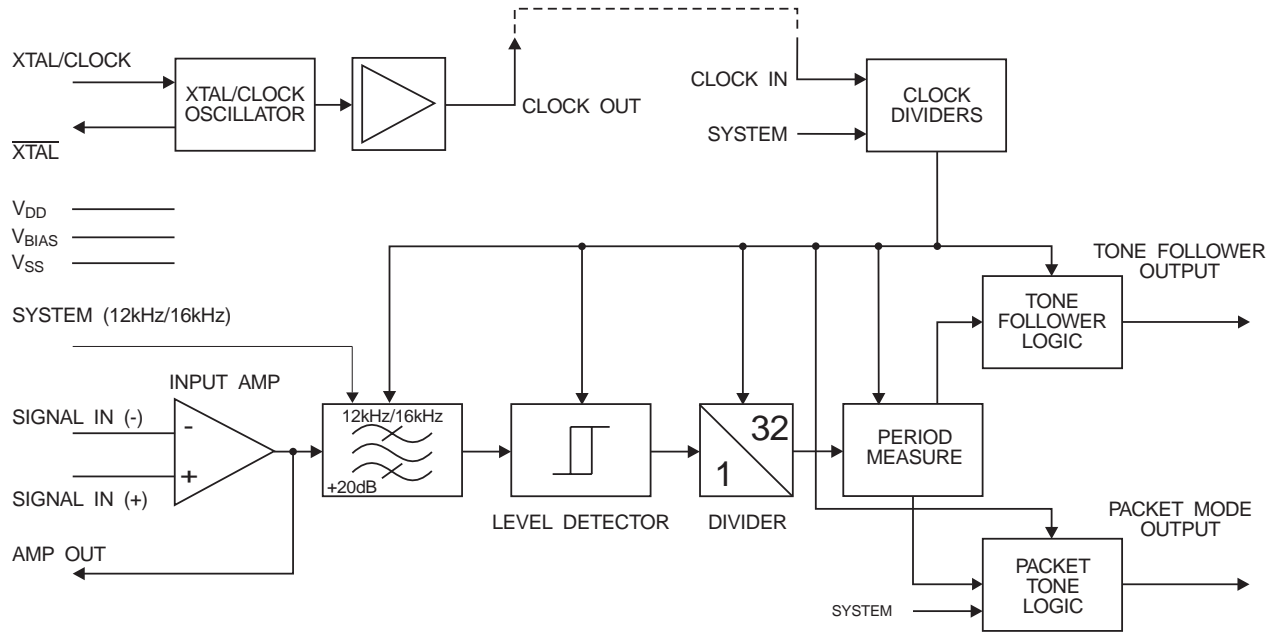 XTAL/CLOCK
XTAL/CLOCK
OSCILLATOR
CLOCK OUT
CLOCK IN
SYSTEM
CLOCK
DIVIDERS
XTAL
VDD
VBIAS
VSS
SYSTEM (12kHz/16kHz)
INPUT AMP
SIGNAL IN (-)
-
+
SIGNAL IN (+)
AMP OUT
12kHz/16kHz
+20dB
LEVEL DETECTOR
32
1
DIVIDER
PERIOD
MEASURE
TONE
FOLLOWER
LOGIC
TONE FOLLOWER
OUTPUT
PACKET MODE
OUTPUT
PACKET
TONE
LOGIC
SYSTEM